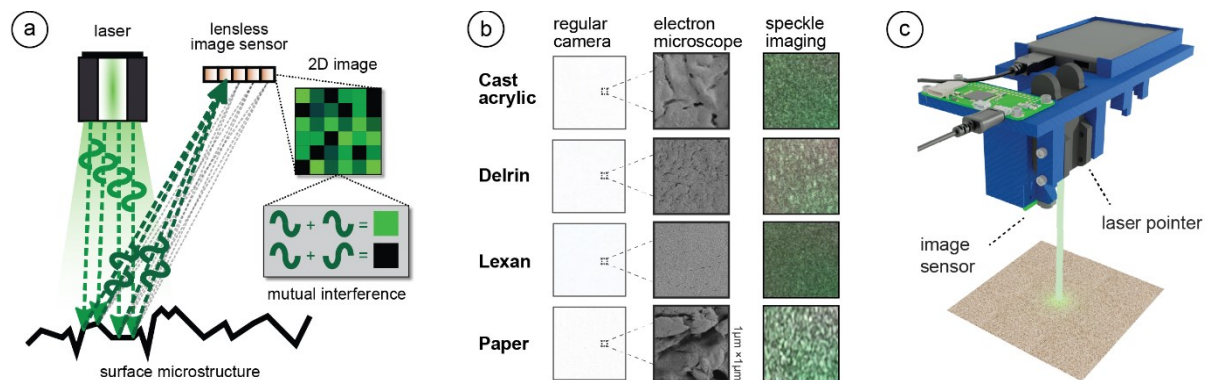 a
laser
lensless
image sensor
2D image
+ =
+ =
mutual interference
surface microstructure
b
regular
camera
electron
microscope
speckle
imaging
Cast
acrylic
Delrin
Lexan
Paper
1µm ×1µm
c
laser pointer
image
sensor